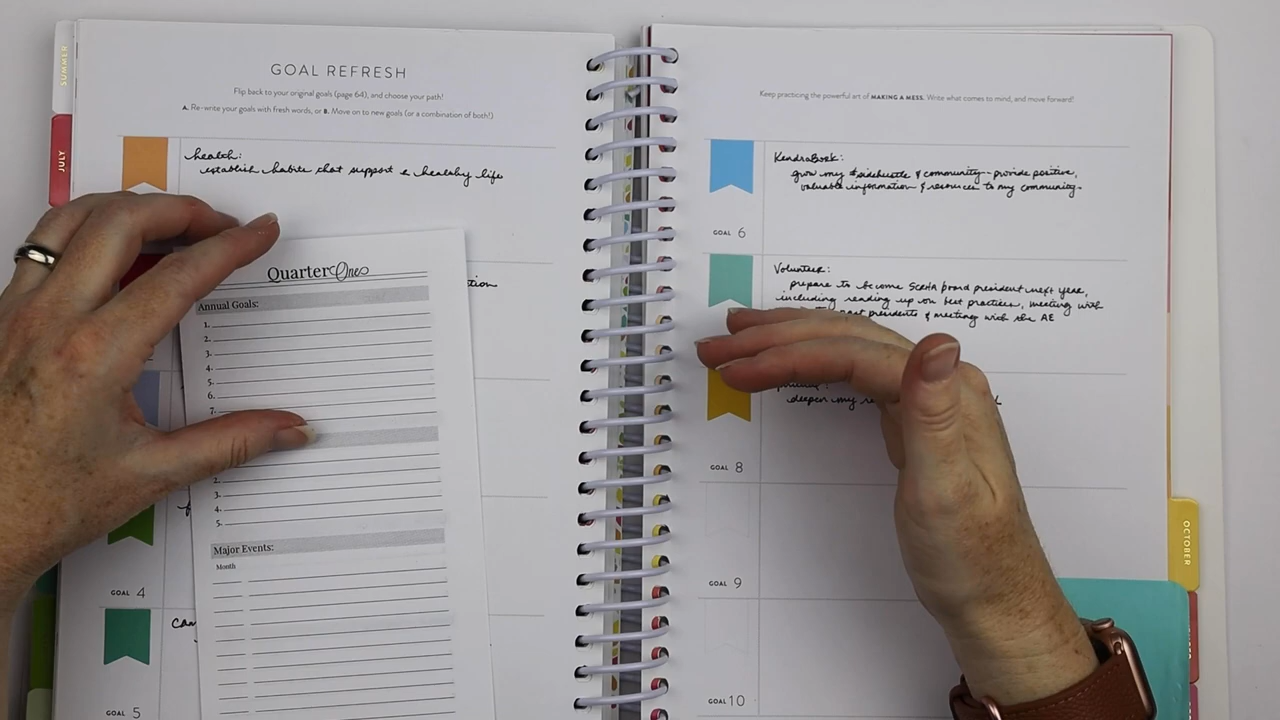 SUMMER
JULY
GOAL REFRESH
Flip back to your original goals (page 64), and choose your path!
A. Re-write your goals with fresh words, or B. Move on to new goals (or a combination of both!)
health:
establish habits that support a healthy life
Quarter One
Annual Goals:
1.
2.
3.
4.
5.
6.
7.
2.
3.
4.
5.
Major Events:
Month
GOAL 4
GOAL 5
Keep practicing the powerful art of MAKING A MESS. Write what comes to mind, and move forward!
KendraBork:
grow my sidehustle & community - provide positive,
valuable information & resources to my community.
GOAL 6
Volunteer:
prepare to become SCAHA board president next year,
including reading up on best practices, meeting with
past presidents & meeting with the AE
deepen my
GOAL 8
GOAL 9
GOAL 10
OCTOBER